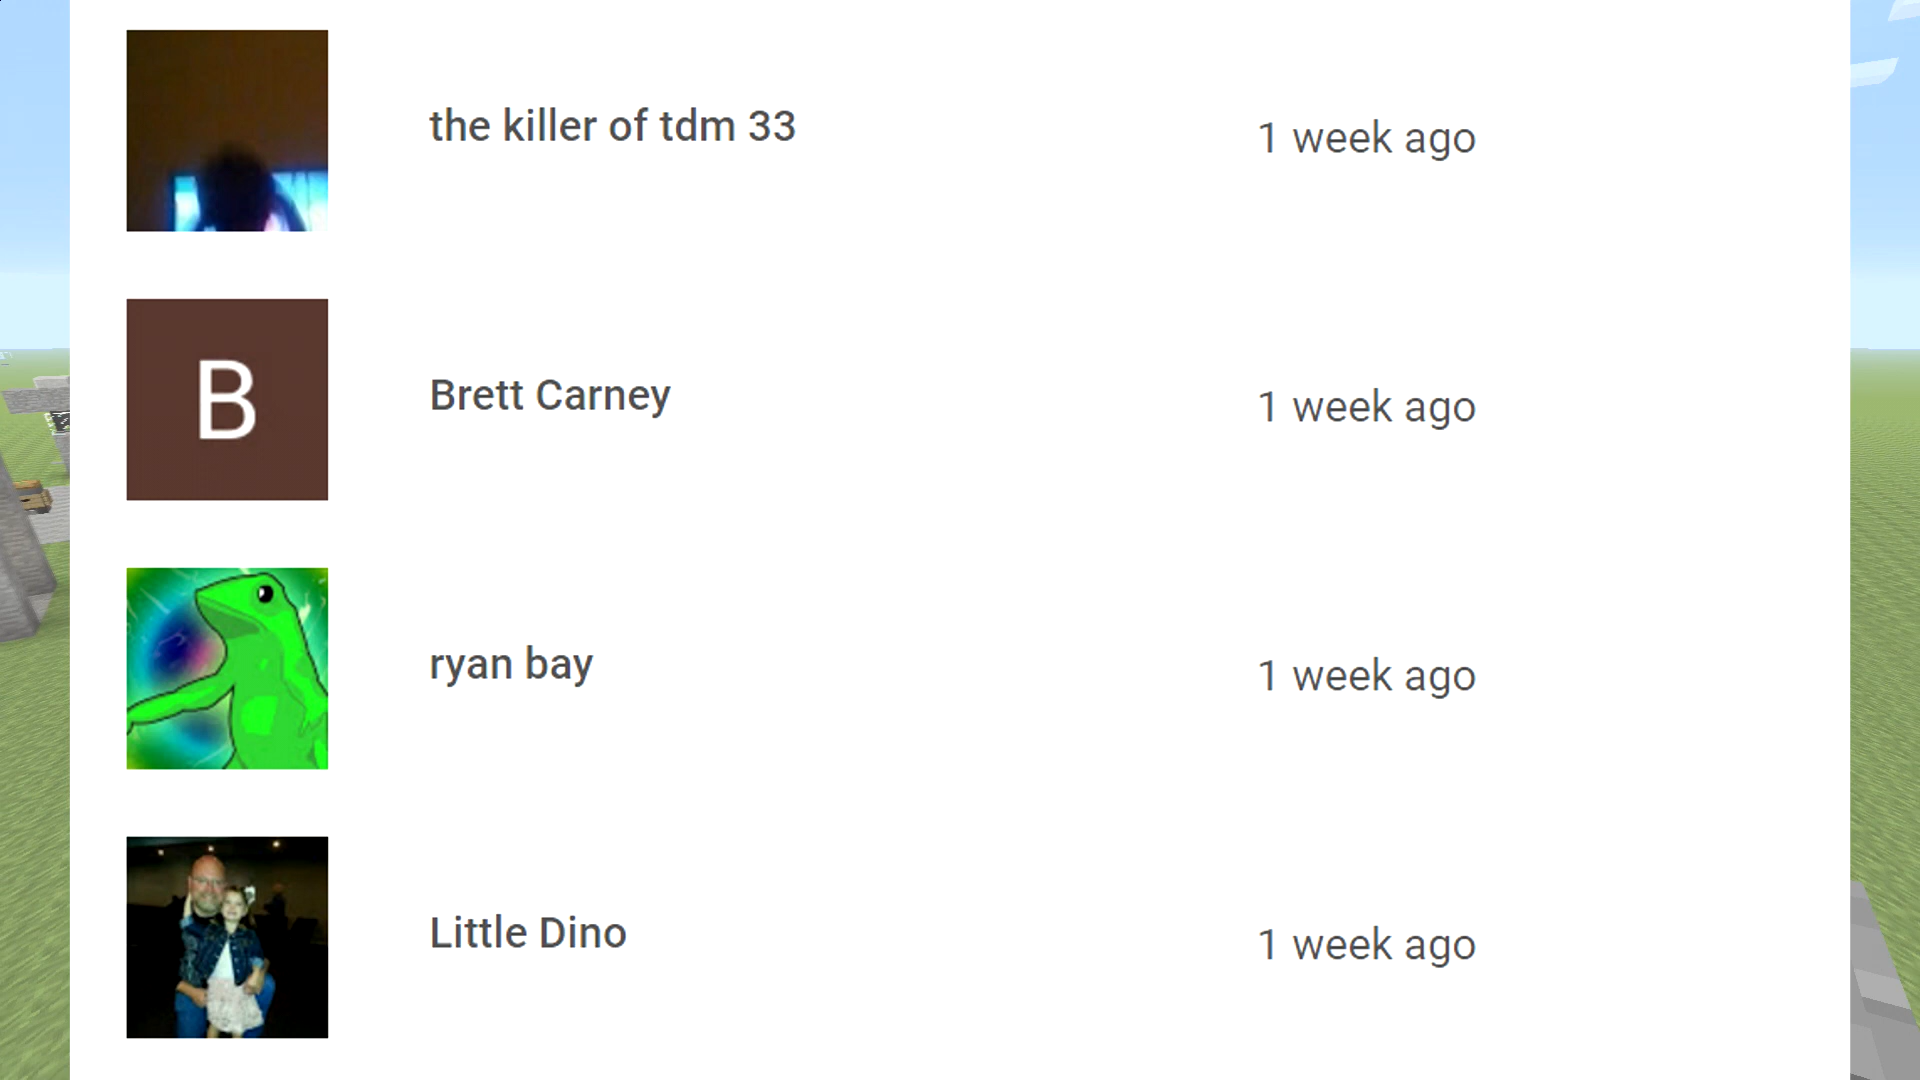 the killer of tdm 33
1 week ago
B
Brett Carney
1 week ago
ryan bay
1 week ago
Little Dino
1 week ago